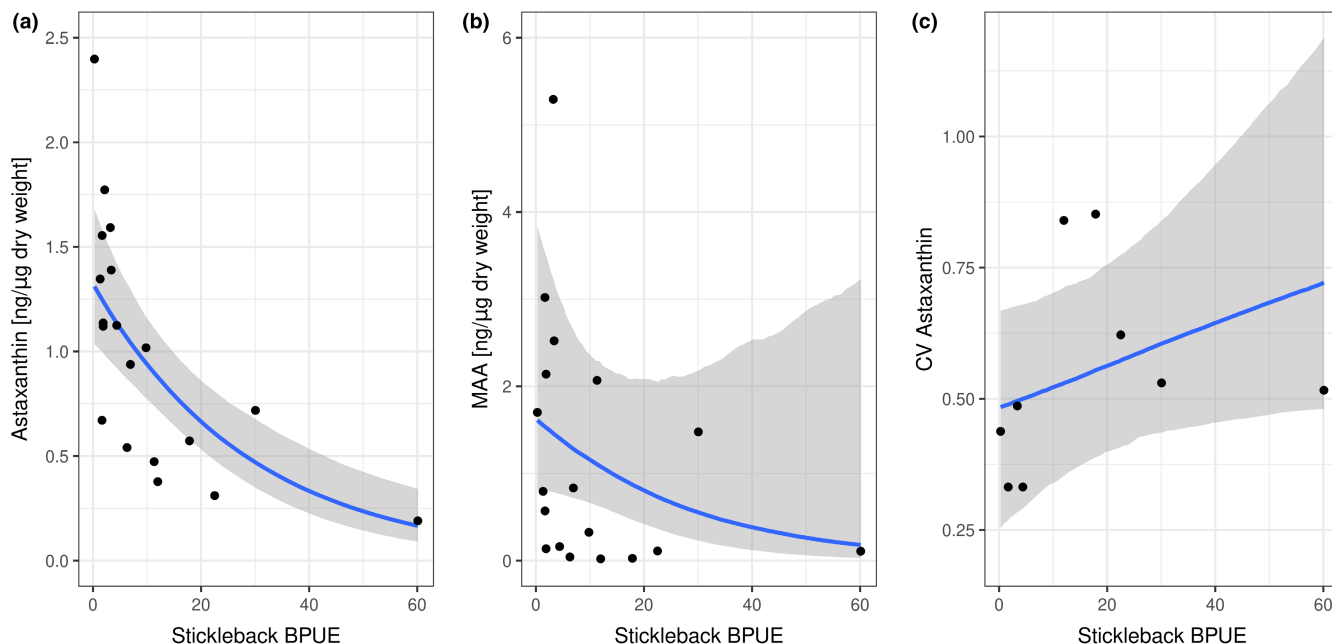 (a)
Astaxanthin [ng/µg dry weight]
2.5
2.0
1.5
1.0
0.5
0.0
0 20 40 60
Stickleback BPUE
(b)
MAA [ng/µg dry weight]
6
4
2
0
0 20 40 60
Stickleback BPUE
(c)
CV Astaxanthin
1.00
0.75
0.50
0.25
0 20 40 60
Stickleback BPUE